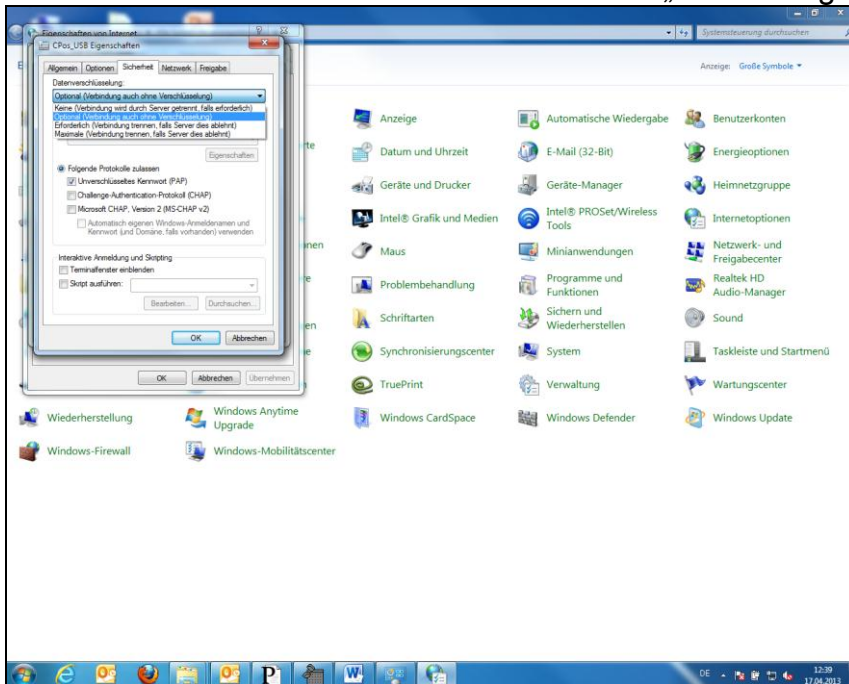 Eigenschaften von Internet
CPos_USB Eigenschaften
Systemsteuerung durchsuchen
Allgemein Optionen Sicherheit Netzwerk Freigabe
Anzeige: Große Symbole
Datenverschlüsselung:
Optional (Verbindung auch ohne Verschlüsselung)
Keine (Verbindung wird durch Server getrennt, falls erforderlich)
Optional (Verbindung auch ohne Verschlüsselung)
Erforderlich (Verbindung trennen, falls Server dies ablehnt)
Maximale (Verbindung trennen, falls Server dies ablehnt)
Eigenschaften
Folgende Protokolle zulassen
Unverschlüsseltes Kennwort (PAP)
Challenge-Authentication-Protokoll (CHAP)
Microsoft CHAP, Version 2 (MS-CHAP v2)
Automatisch eigenen Windows-Anmeldenamen und
Kennwort (und Domäne, falls vorhanden) verwenden
Interaktive Anmeldung und Skripting
Terminalfenster einblenden
Skript ausführen:
Bearbeiten... Durchsuchen...
OK Abbrechen
OK Abbrechen Übernehmen
Anzeige Automatische Wiedergabe Benutzerkonten
Datum und Uhrzeit E-Mail (32-Bit) Energieoptionen
Geräte und Drucker Geräte-Manager Heimnetzgruppe
Intel® Grafik und Medien Intel® PROSet/Wireless
Tools Internetoptionen
Maus Minianwendungen Netzwerk- und
Freigabecenter
Problembehandlung Programme und
Funktionen Realtek HD
Audio-Manager
Schriftarten Sichern und
Wiederherstellen Sound
Synchronisierungscenter System Taskleiste und Startmenü
TruePrint Verwaltung Wartungscenter
Wiederherstellung Windows Anytime
Upgrade Windows CardSpace Windows Defender Windows Update
Windows-Firewall Windows-Mobilitätscenter
DE 12:39
17.04.2013